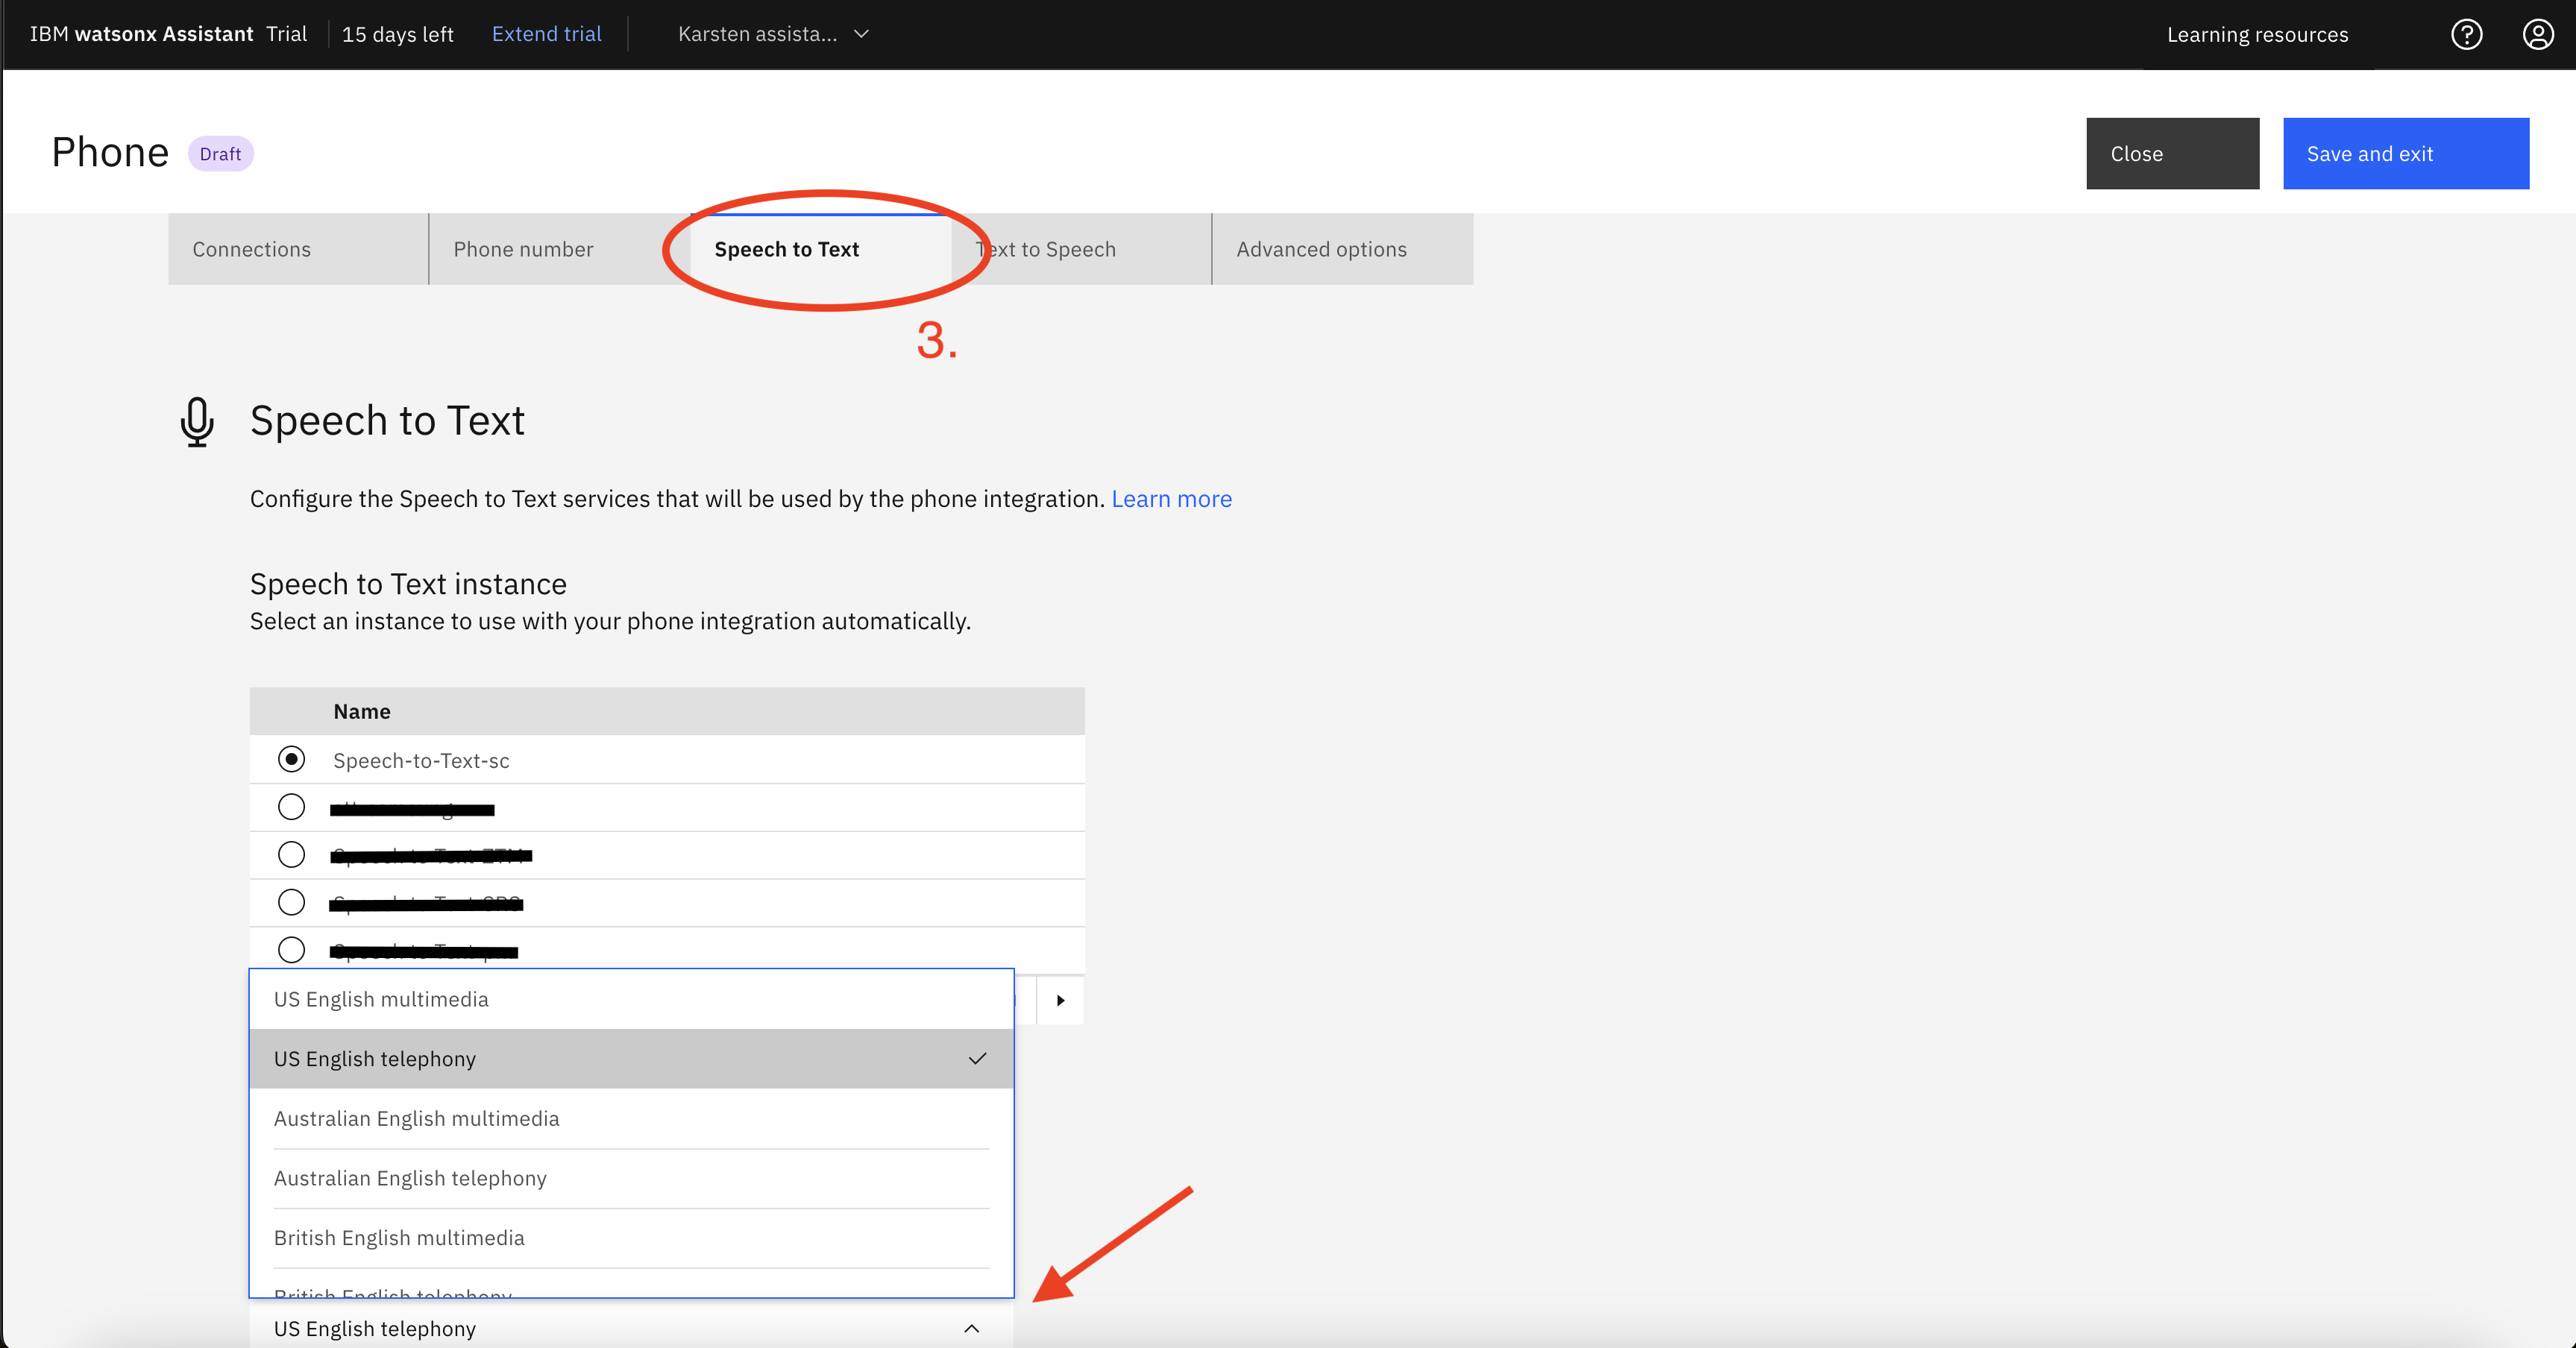 IBM watsonx Assistant Trial 15 days left Extend trial Karsten assista... Learning resources
Phone Draft Close Save and exit
Connections Phone number Speech to Text Text to Speech Advanced options
3.
Speech to Text
Configure the Speech to Text services that will be used by the phone integration. Learn more
Speech to Text instance
Select an instance to use with your phone integration automatically.
Name
Speech-to-Text-sc
US English multimedia
US English telephony
Australian English multimedia
Australian English telephony
British English multimedia
British English telephony
US English telephony